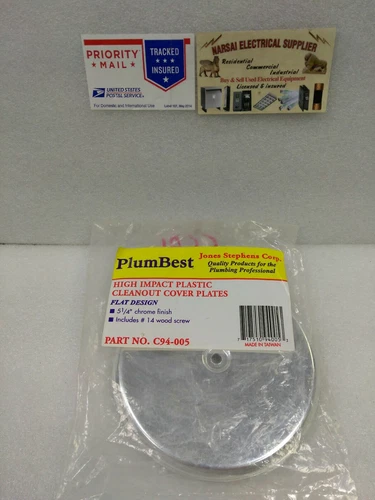 PRIORITY
★ MAIL ★
TRACKED
★ ★ ★
INSURED
★
UNITED STATES
POSTAL SERVICE®
For Domestic and International Use
NARSAI ELECTRICAL SUPPLIER
Residential
Commercial
Industrial
Buy & Sell Used Electrical Equipment
Licensed & Insured
PlumBest
Jones Stephens Corp.
Quality Products for the
Plumbing Professional
HIGH IMPACT PLASTIC
CLEANOUT COVER PLATES
FLAT DESIGN
■ 5¼" chrome finish
■ Includes # 14 wood screw
PART NO. C94-005
MADE IN TAIWAN